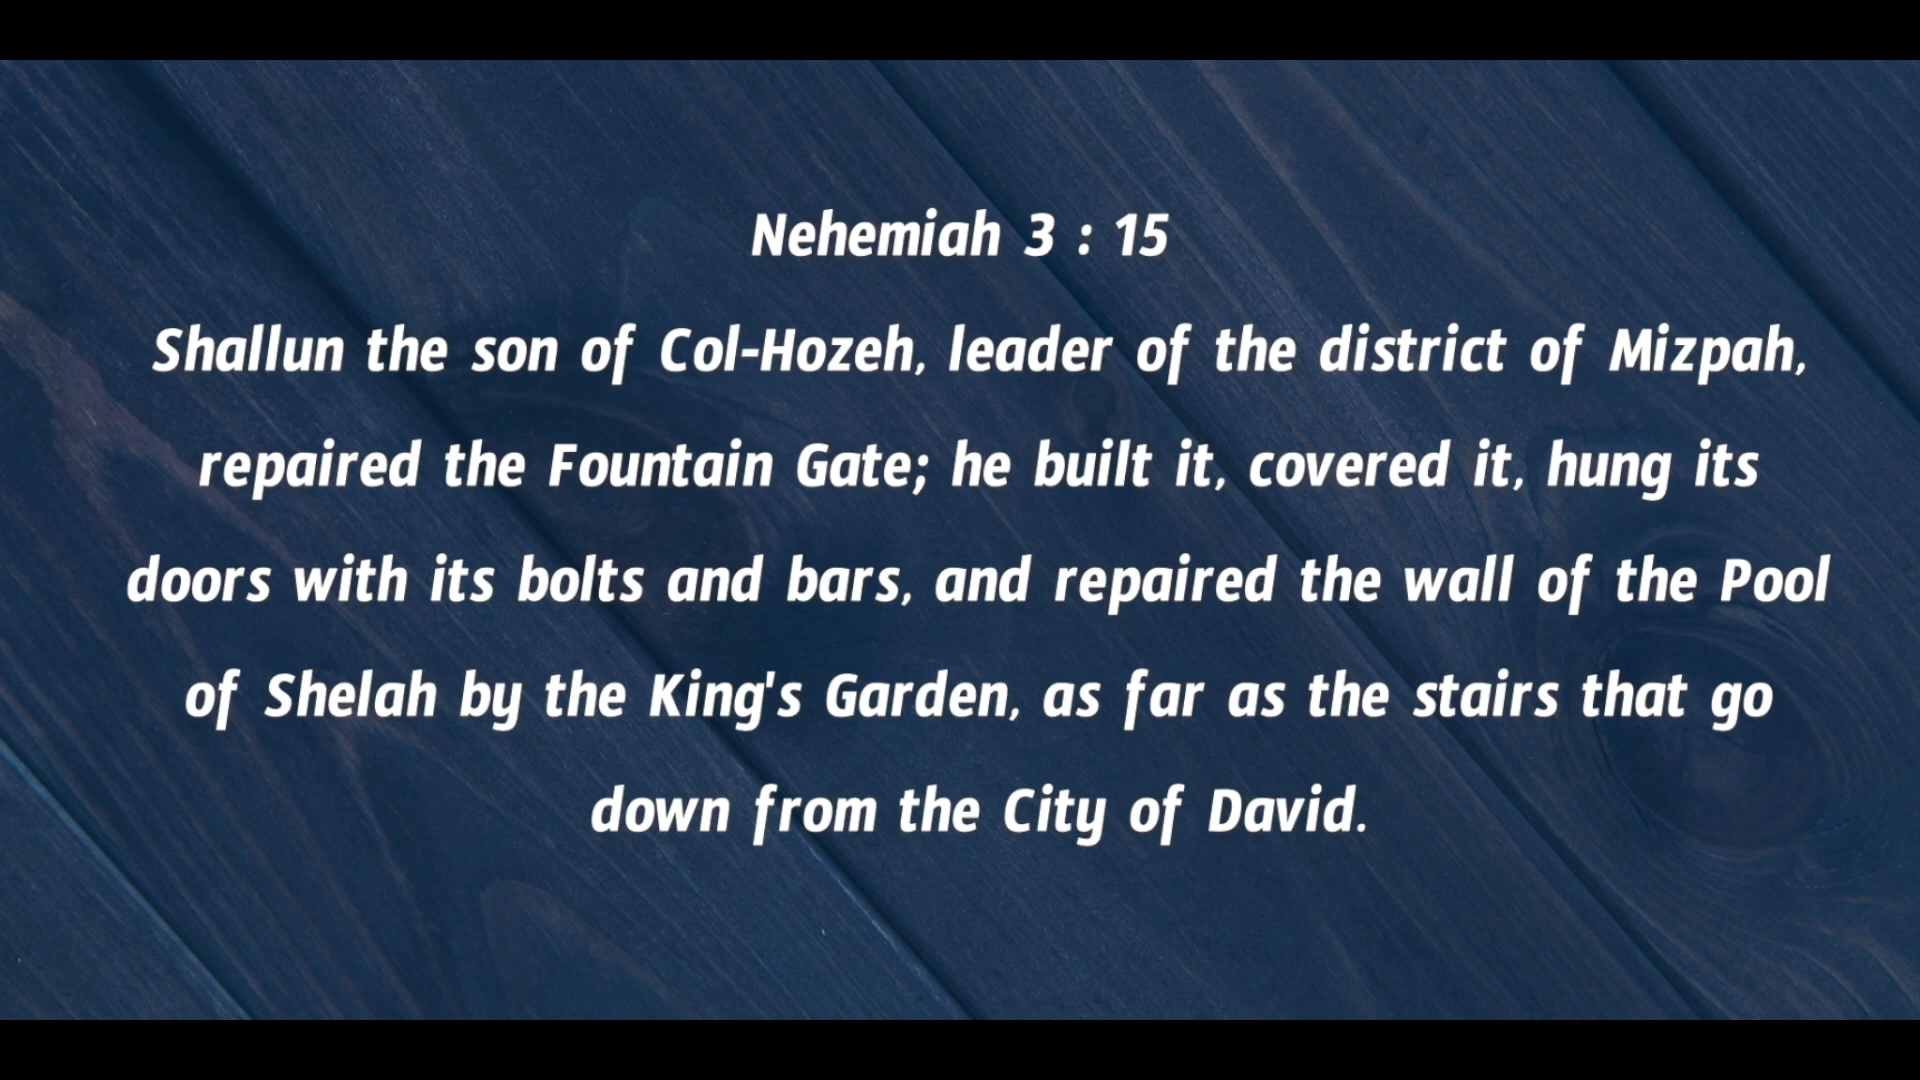 Nehemiah 3 : 15
Shallun the son of Col-Hozeh, leader of the district of Mizpah,
repaired the Fountain Gate; he built it, covered it, hung its
doors with its bolts and bars, and repaired the wall of the Pool
of Shelah by the King's Garden, as far as the stairs that go
down from the City of David.